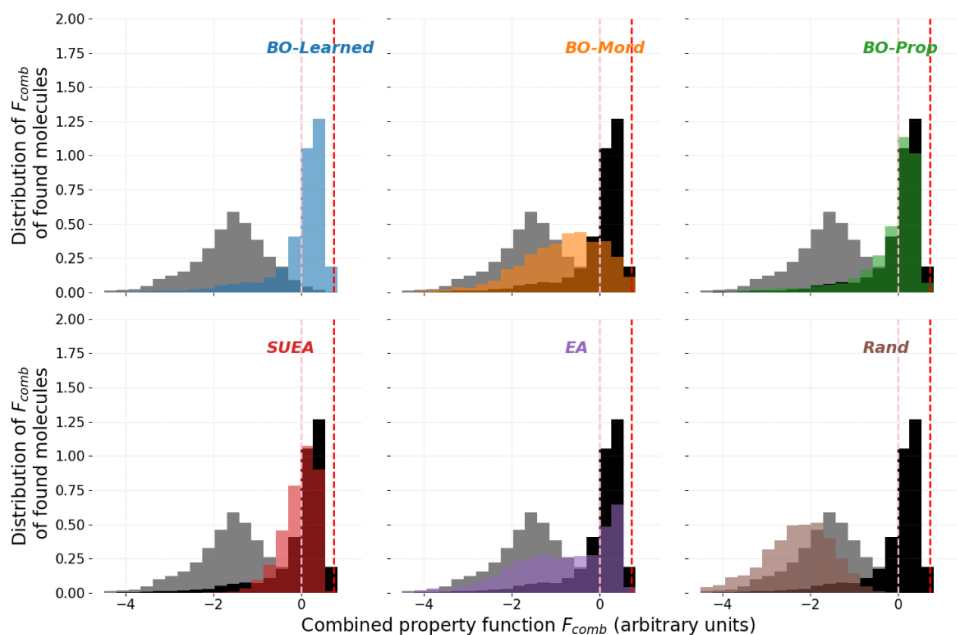 2.00
1.75
1.50
1.25
1.00
0.75
0.50
0.25
0.00
Distribution of F_comb
of found molecules
BO-Learned
BO-Mord
BO-Prop
2.00
1.75
1.50
1.25
1.00
0.75
0.50
0.25
0.00
Distribution of F_comb
of found molecules
SUEA
EA
Rand
−4 −2 0
−4 −2 0
−4 −2 0
Combined property function F_comb (arbitrary units)